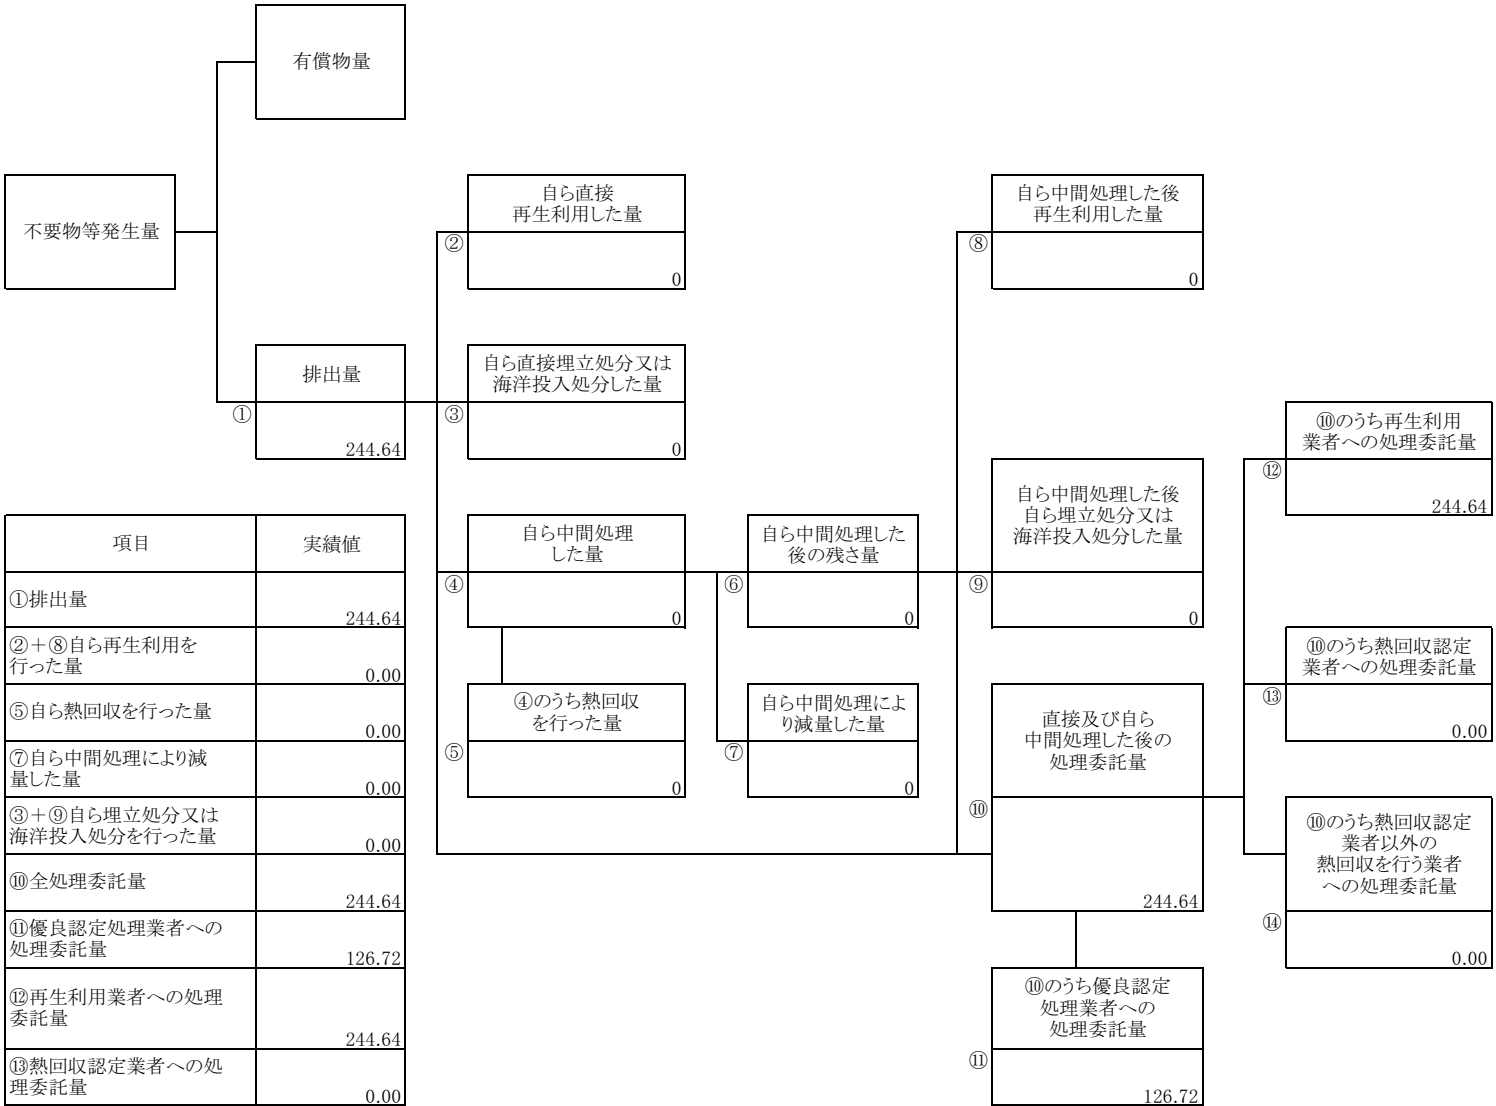 有償物量
不要物等発生量
排出量
①
244.64
自ら直接
再生利用した量
②
0
自ら直接埋立処分又は
海洋投入処分した量
③
0
自ら中間処理
した量
④
0
④のうち熱回収
を行った量
⑤
0
自ら中間処理した
後の残さ量
⑥
0
自ら中間処理によ
り減量した量
⑦
0
自ら中間処理した後
再生利用した量
⑧
0
自ら中間処理した後
自ら埋立処分又は
海洋投入処分した量
⑨
0
直接及び自ら
中間処理した後の
処理委託量
⑩
244.64
⑩のうち優良認定
処理業者への
処理委託量
⑪
126.72
⑩のうち再生利用
業者への処理委託量
⑫
244.64
⑩のうち熱回収認定
業者への処理委託量
⑬
0.00
⑩のうち熱回収認定
業者以外の
熱回収を行う業者
への処理委託量
⑭
0.00
項目
実績値
①排出量
244.64
②＋⑧自ら再生利用を
行った量
0.00
⑤自ら熱回収を行った量
0.00
⑦自ら中間処理により減
量した量
0.00
③＋⑨自ら埋立処分又は
海洋投入処分を行った量
0.00
⑩全処理委託量
244.64
⑪優良認定処理業者への
処理委託量
126.72
⑫再生利用業者への処理
委託量
244.64
⑬熱回収認定業者への処
理委託量
0.00